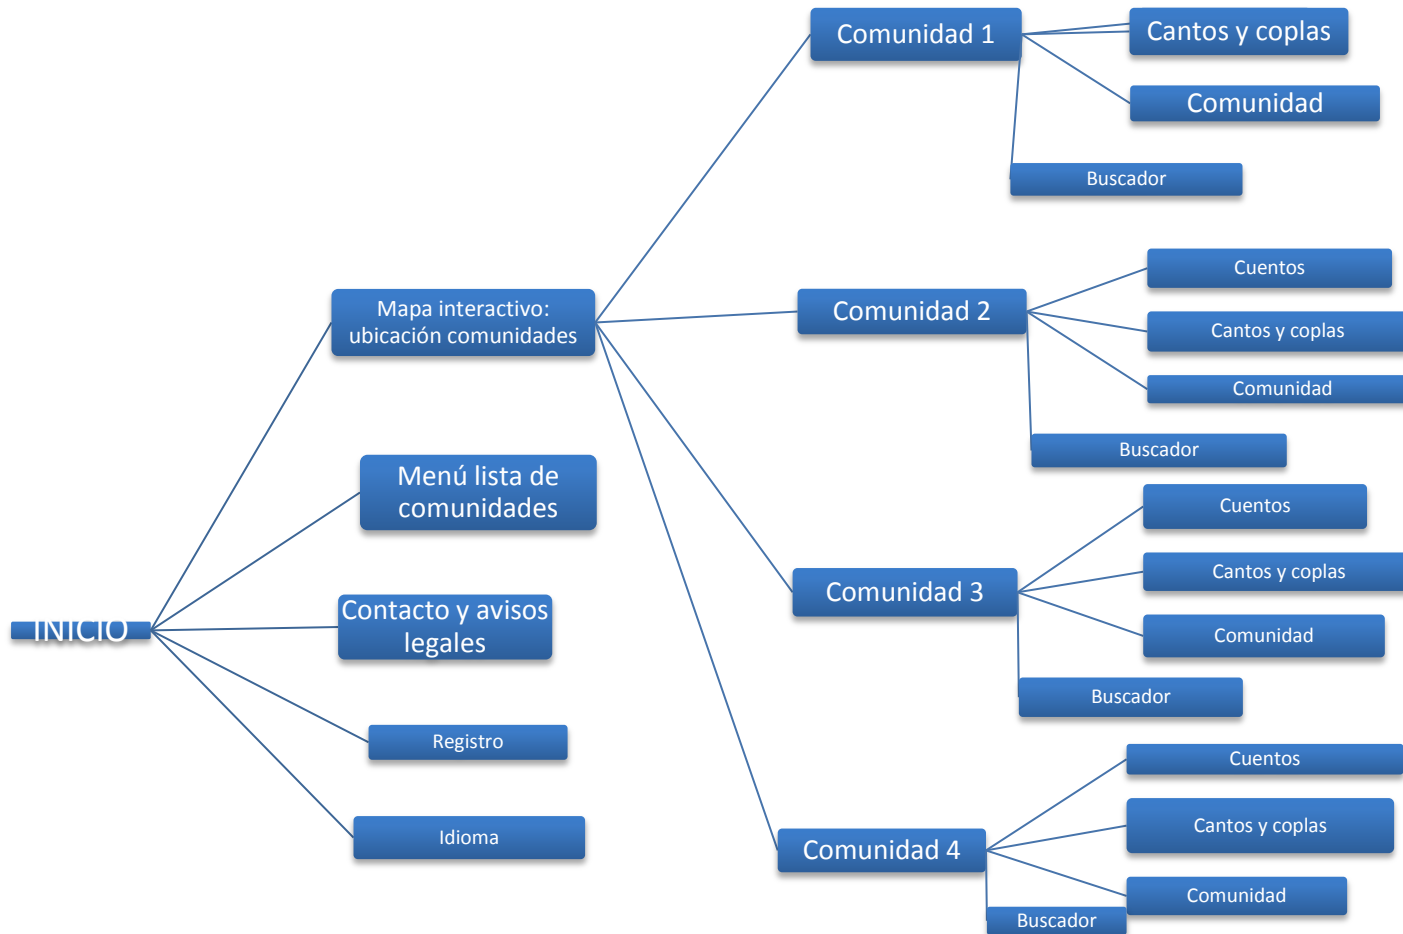 Comunidad 1
Cantos y coplas
Comunidad
Buscador
Mapa interactivo:
ubicación comunidades
Comunidad 2
Cuentos
Cantos y coplas
Comunidad
Buscador
Menú lista de
comunidades
Comunidad 3
Cuentos
Cantos y coplas
Comunidad
Buscador
Contacto y avisos
legales
INICIO
Registro
Idioma
Comunidad 4
Cuentos
Cantos y coplas
Comunidad
Buscador